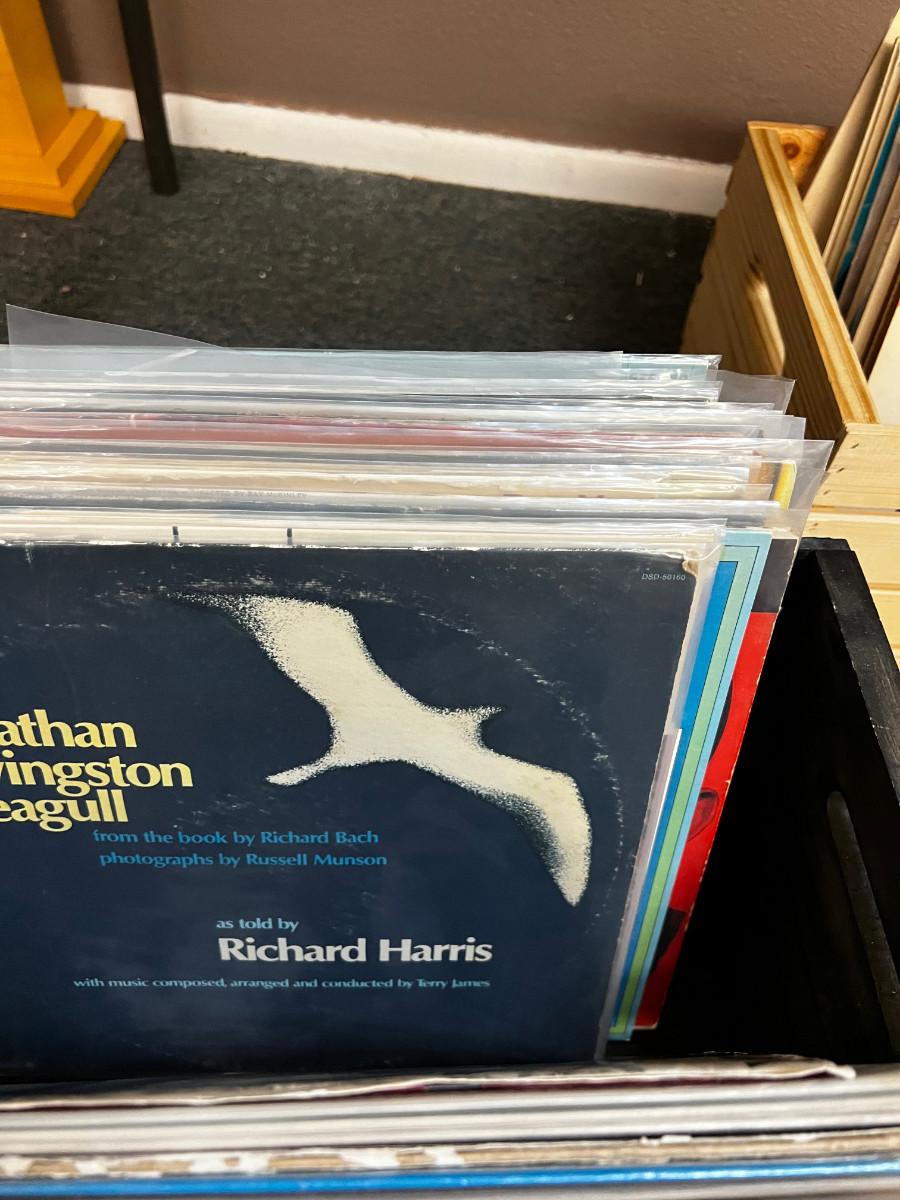 DSD-50160
athan
vingston
eagull
from the book by Richard Bach
photographs by Russell Munson
as told by
Richard Harris
with music composed, arranged and conducted by Terry James